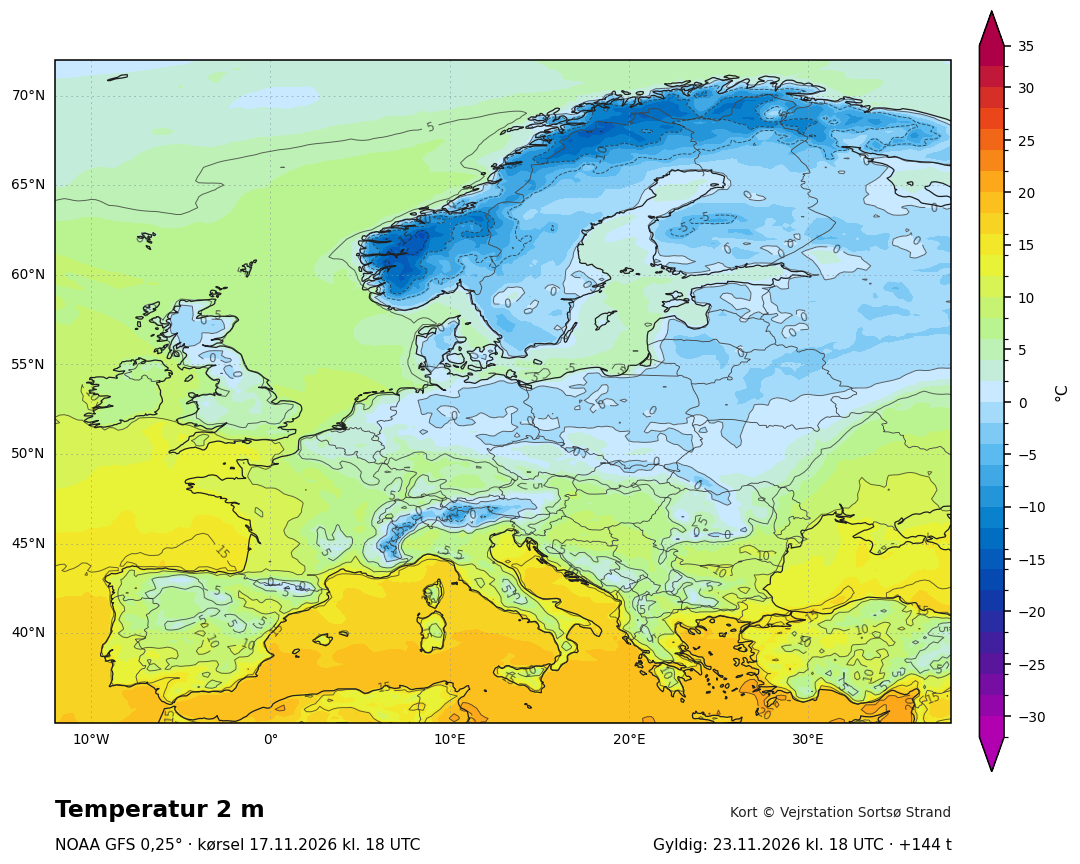 35
30
25
20
15
10
5
0
−5
−10
−15
−20
−25
−30
°C
70°N
65°N
60°N
55°N
50°N
45°N
40°N
10°W 0° 10°E 20°E 30°E
Temperatur 2 m
Kort © Vejrstation Sortsø Strand
NOAA GFS 0,25° · kørsel 17.11.2026 kl. 18 UTC
Gyldig: 23.11.2026 kl. 18 UTC · +144 t